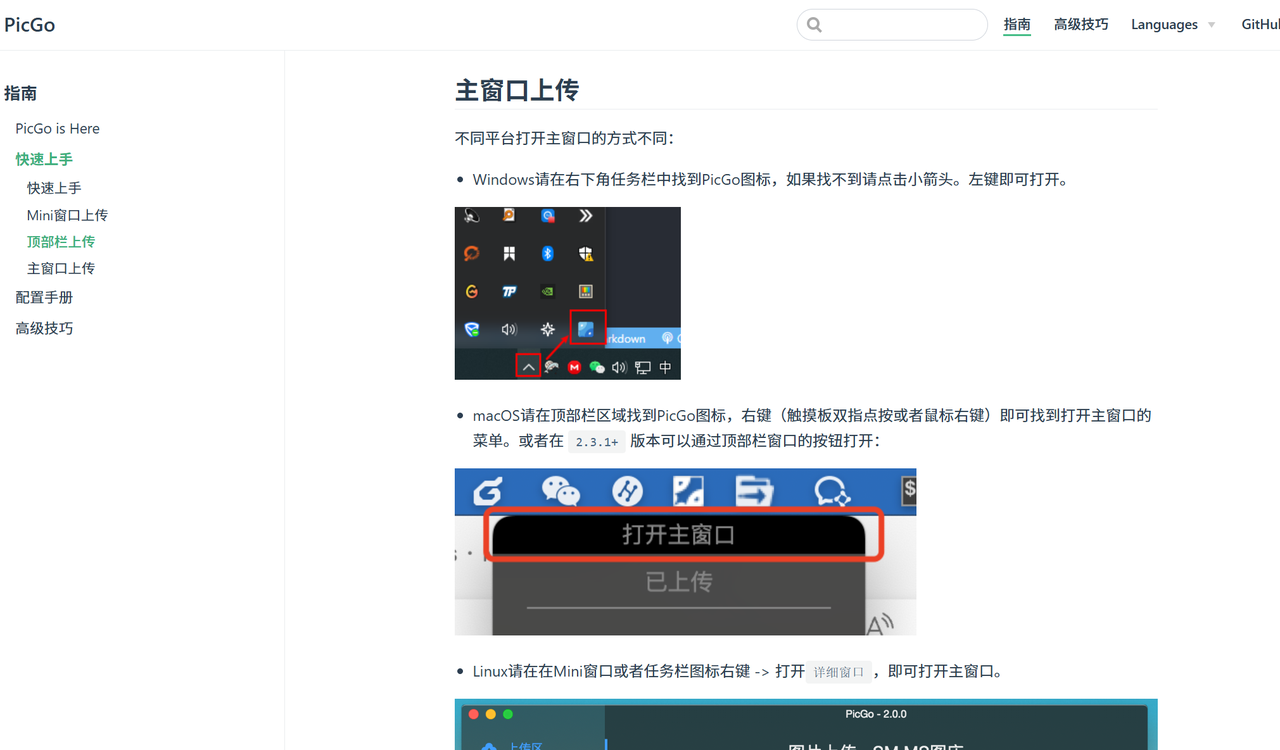 PicGo
指南
高级技巧
Languages
GitHu
指南
PicGo is Here
快速上手
快速上手
Mini窗口上传
顶部栏上传
主窗口上传
配置手册
高级技巧
主窗口上传
不同平台打开主窗口的方式不同：
Windows请在右下角任务栏中找到PicGo图标，如果找不到请点击小箭头。左键即可打开。
TP
rkdown
M
中
macOS请在顶部栏区域找到PicGo图标，右键（触摸板双指点按或者鼠标右键）即可找到打开主窗口的
菜单。或者在 2.3.1+ 版本可以通过顶部栏窗口的按钮打开：
$
打开主窗口
已上传
A
Linux请在在Mini窗口或者任务栏图标右键 -> 打开 详细窗口 ，即可打开主窗口。
PicGo - 2.0.0
上传区
图片上传 - SM.MS图床